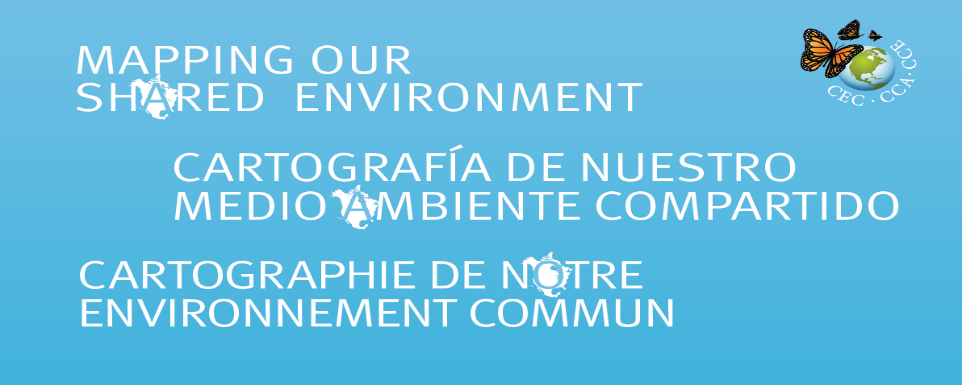 MAPPING OUR
SHARED ENVIRONMENT
CEC · CCA · CCE
CARTOGRAFÍA DE NUESTRO
MEDIO AMBIENTE COMPARTIDO
CARTOGRAPHIE DE NOTRE
ENVIRONNEMENT COMMUN